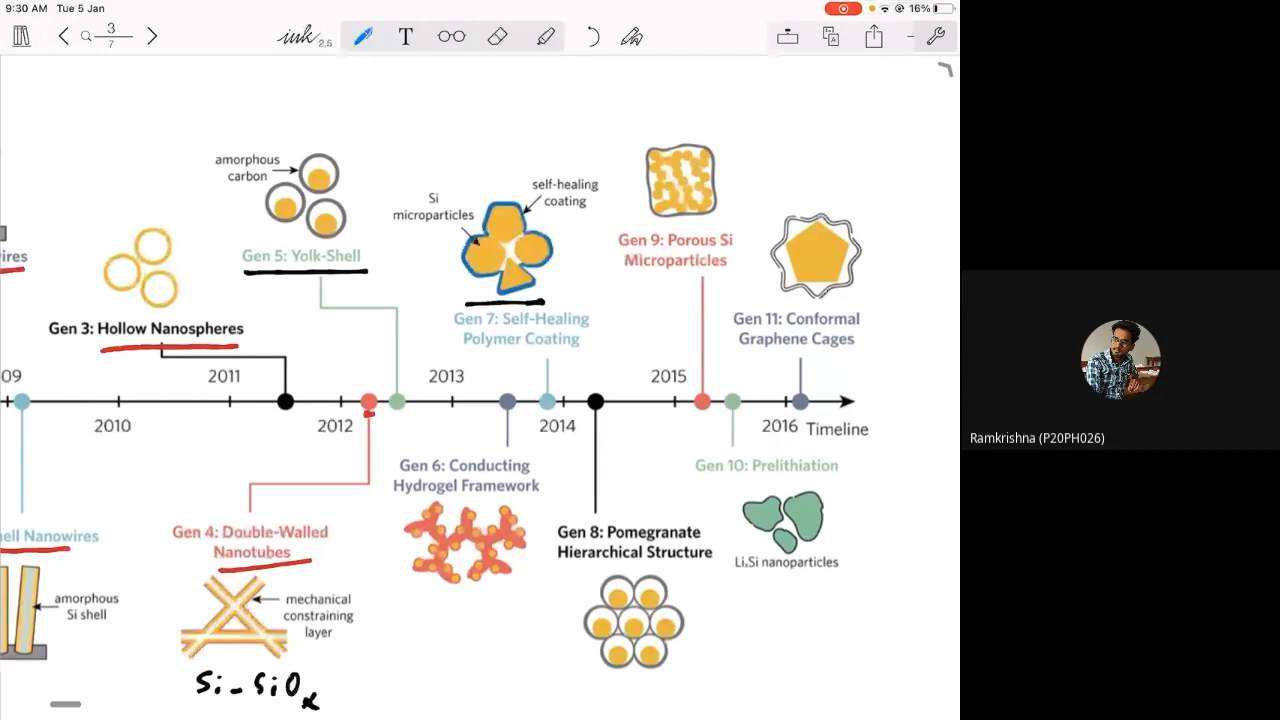 9:30 AM Tue 5 Jan
16%
3
7
ink 2.5
T
amorphous
carbon
Si
microparticles
self-healing
coating
ires
Gen 5: Yolk-Shell
Gen 9: Porous Si
Microparticles
Gen 3: Hollow Nanospheres
Gen 7: Self-Healing
Polymer Coating
Gen 11: Conformal
Graphene Cages
09
2011
2013
2015
2010
2012
2014
2016
Timeline
Gen 6: Conducting
Hydrogel Framework
Gen 10: Prelithiation
ell Nanowires
Gen 4: Double-Walled
Nanotubes
Gen 8: Pomegranate
Hierarchical Structure
LiₓSi nanoparticles
amorphous
Si shell
mechanical
constraining
layer
Si-SiOx
Ramkrishna (P20PH026)